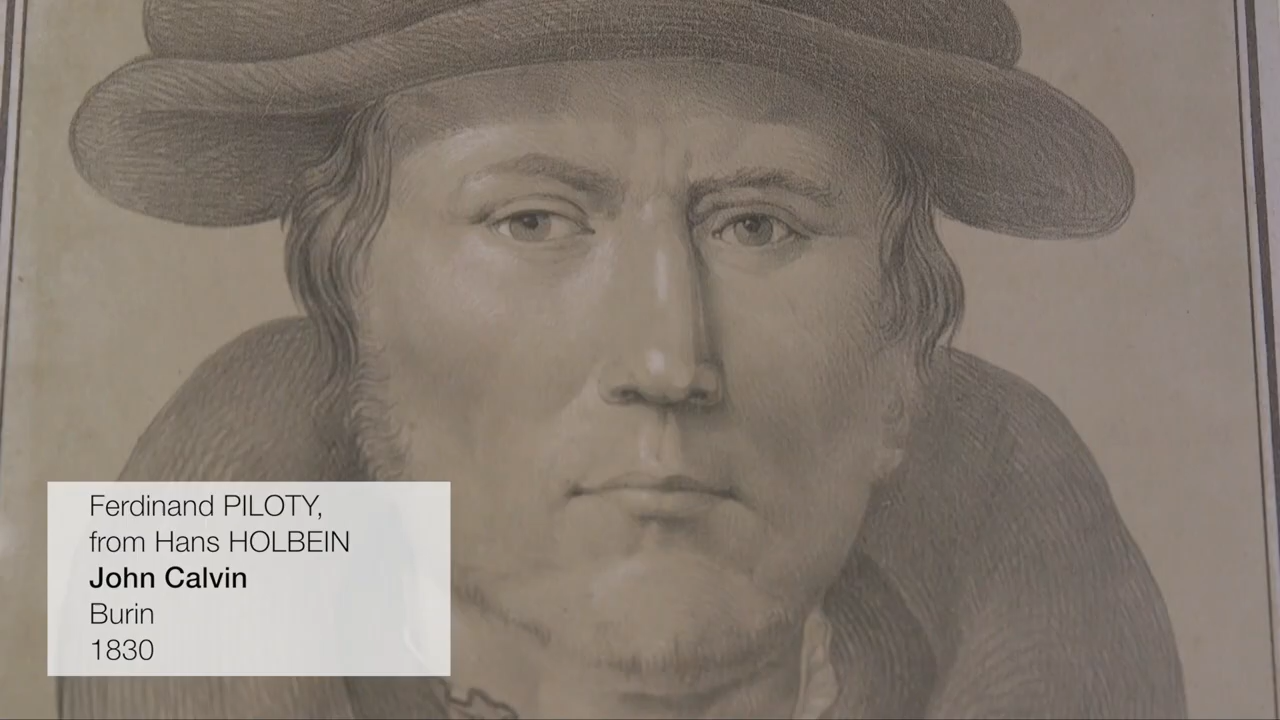 Ferdinand PILOTY,
from Hans HOLBEIN
John Calvin
Burin
1830